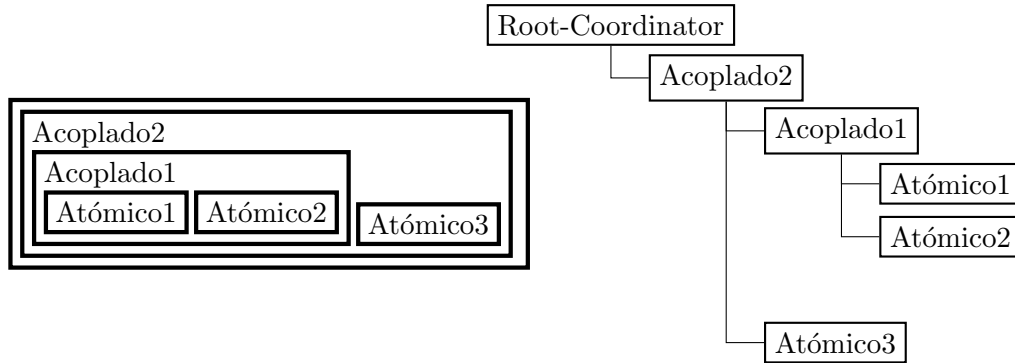 Acoplado2
Acoplado1
Atómico1 Atómico2
Atómico3
Root-Coordinator
Acoplado2
Acoplado1
Atómico1
Atómico2
Atómico3